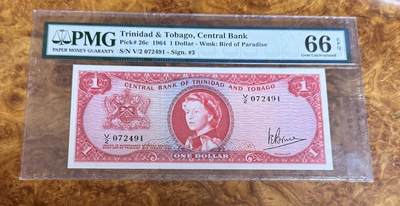 PMG
PAPER MONEY GUARANTY
Trinidad & Tobago, Central Bank
Pick# 26c 1964 1 Dollar - Wmk: Bird of Paradise
S/N V/2 072491 - Sign. #3
66 EPQ
Gem Uncirculated
1 CENTRAL BANK OF TRINIDAD AND TOBAGO 1
V/2 072491
V/2 072491
ONE DOLLAR
1 1